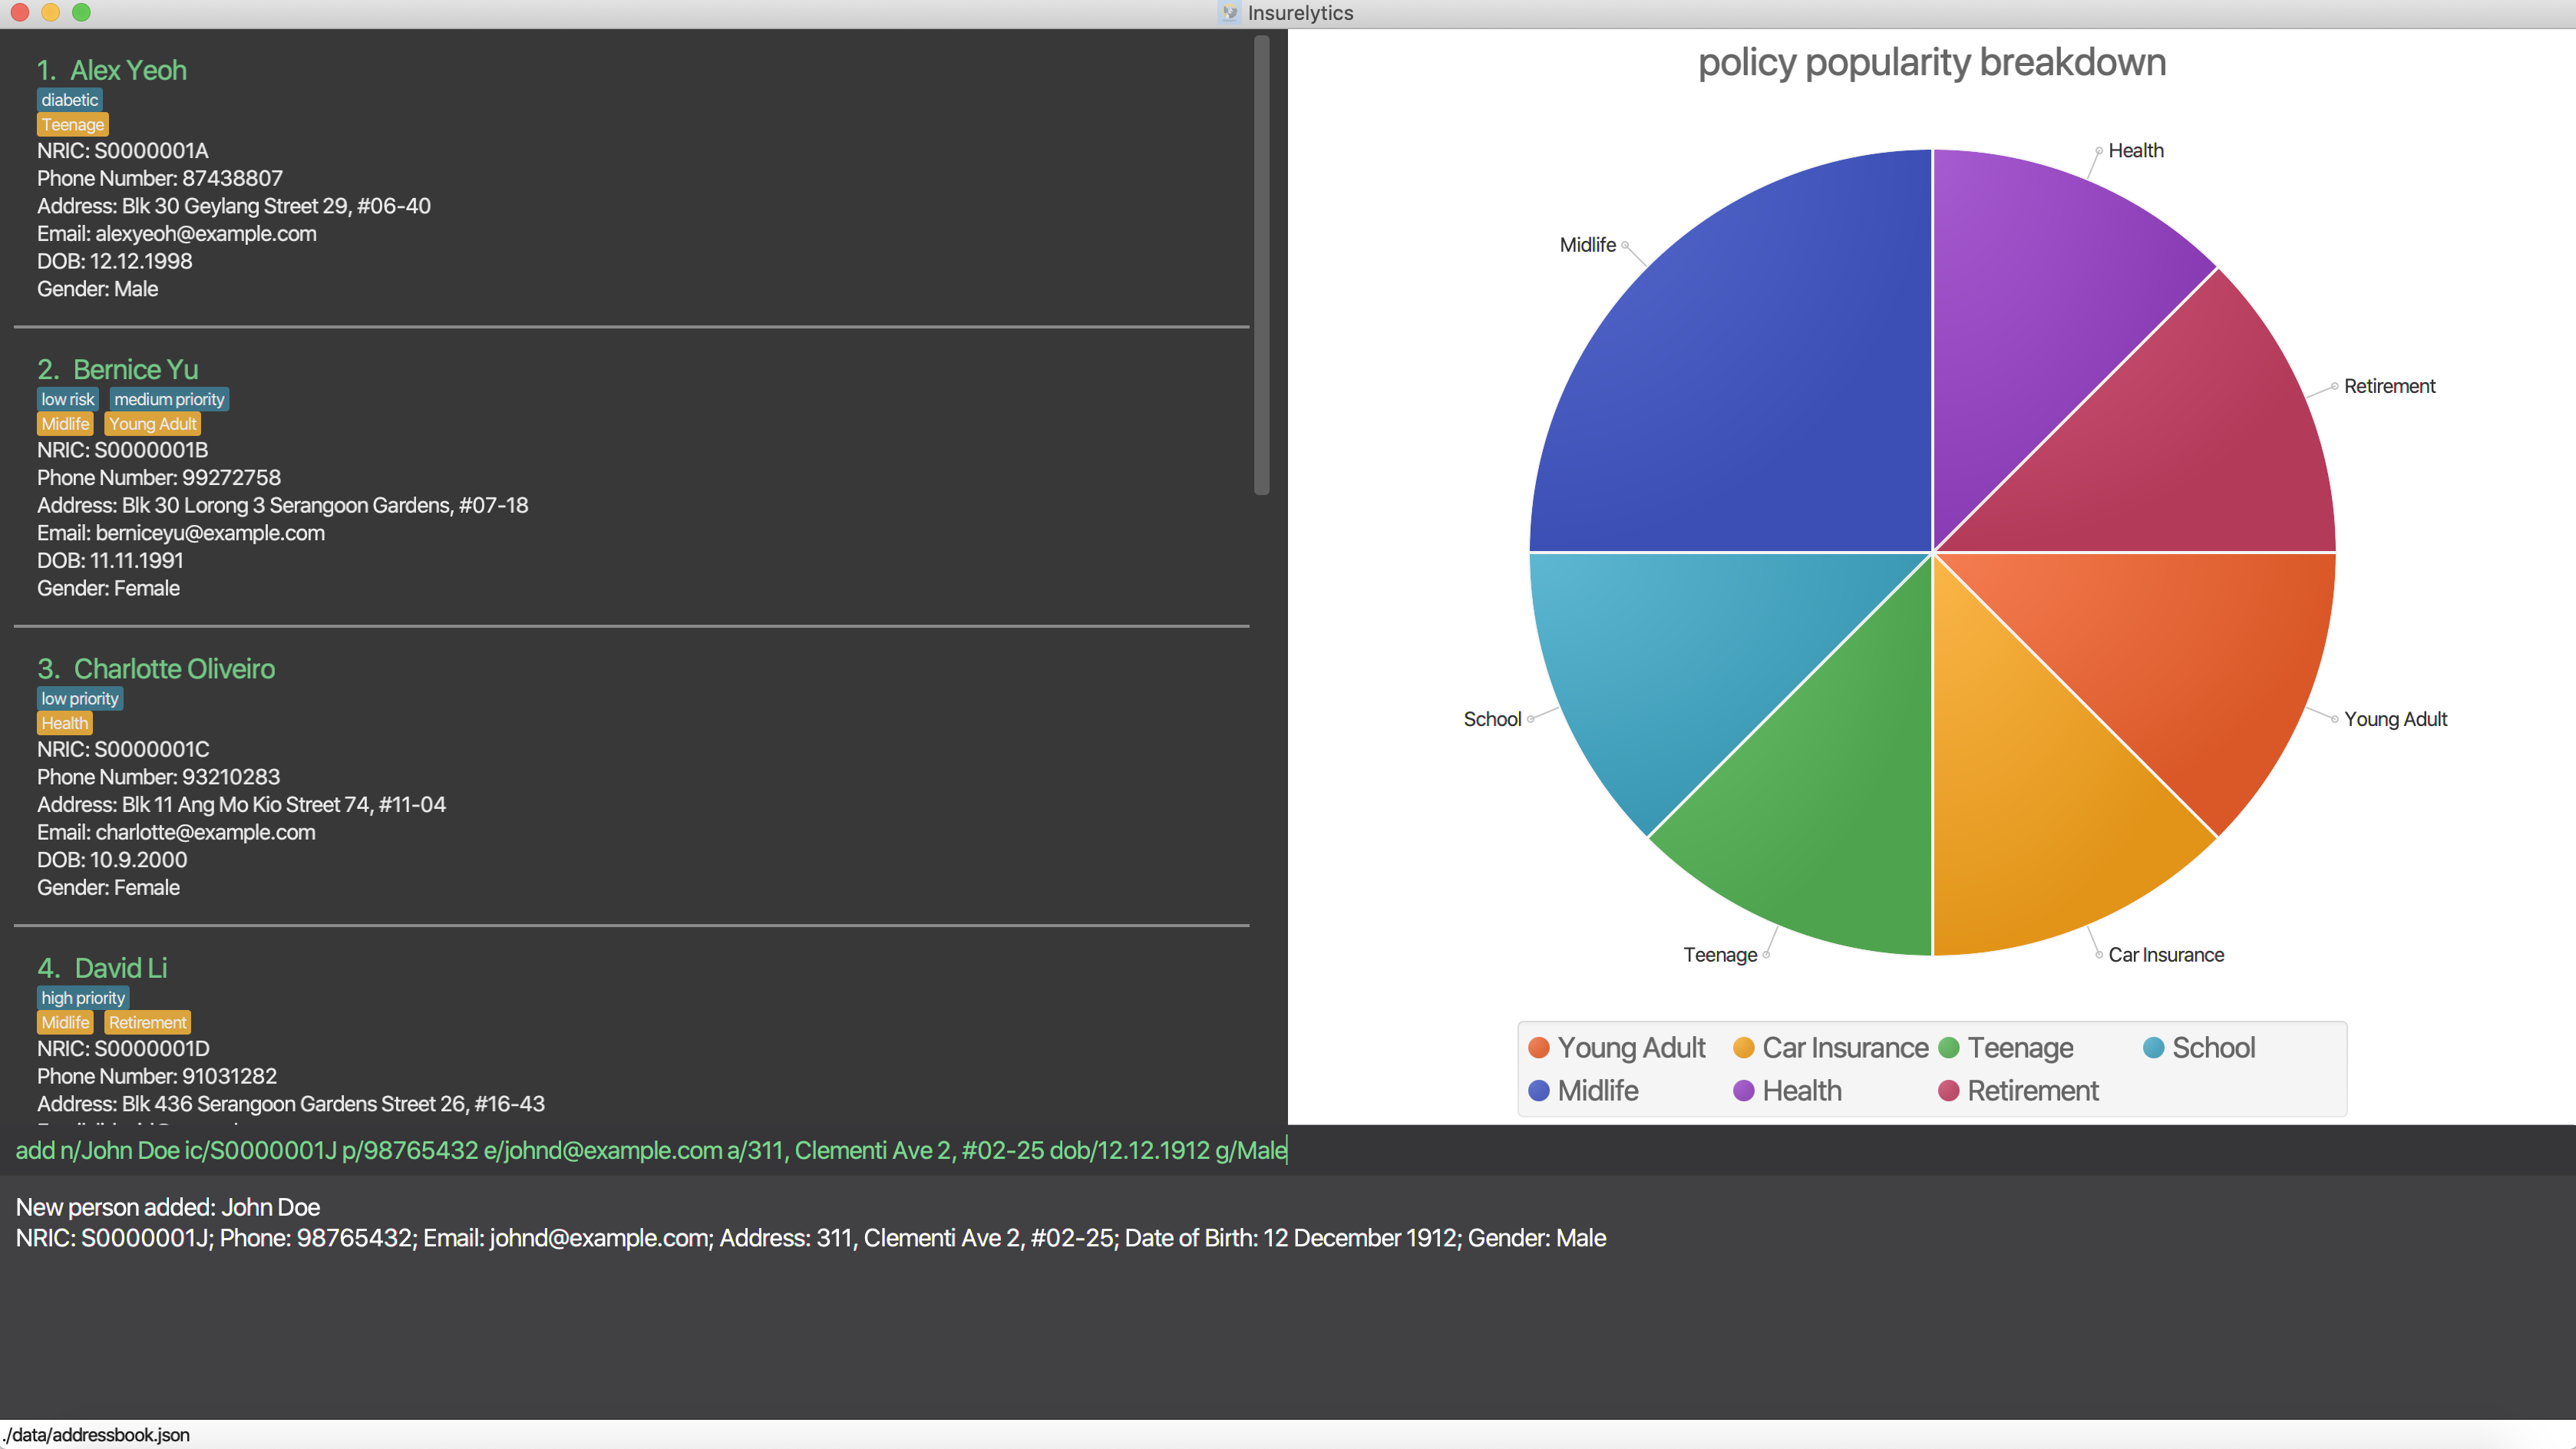 Insurelytics
1. Alex Yeoh
diabetic
Teenage
NRIC: S0000001A
Phone Number: 87438807
Address: Blk 30 Geylang Street 29, #06-40
Email: alexyeoh@example.com
DOB: 12.12.1998
Gender: Male
2. Bernice Yu
low risk medium priority
Midlife Young Adult
NRIC: S0000001B
Phone Number: 99272758
Address: Blk 30 Lorong 3 Serangoon Gardens, #07-18
Email: berniceyu@example.com
DOB: 11.11.1991
Gender: Female
3. Charlotte Oliveiro
low priority
Health
NRIC: S0000001C
Phone Number: 93210283
Address: Blk 11 Ang Mo Kio Street 74, #11-04
Email: charlotte@example.com
DOB: 10.9.2000
Gender: Female
4. David Li
high priority
Midlife Retirement
NRIC: S0000001D
Phone Number: 91031282
Address: Blk 436 Serangoon Gardens Street 26, #16-43
policy popularity breakdown
Health
Midlife
Retirement
School
Young Adult
Teenage
Car Insurance
Young Adult Car Insurance Teenage School
Midlife Health Retirement
add n/John Doe ic/S0000001J p/98765432 e/johnd@example.com a/311, Clementi Ave 2, #02-25 dob/12.12.1912 g/Male
New person added: John Doe
NRIC: S0000001J; Phone: 98765432; Email: johnd@example.com; Address: 311, Clementi Ave 2, #02-25; Date of Birth: 12 December 1912; Gender: Male
./data/addressbook.json